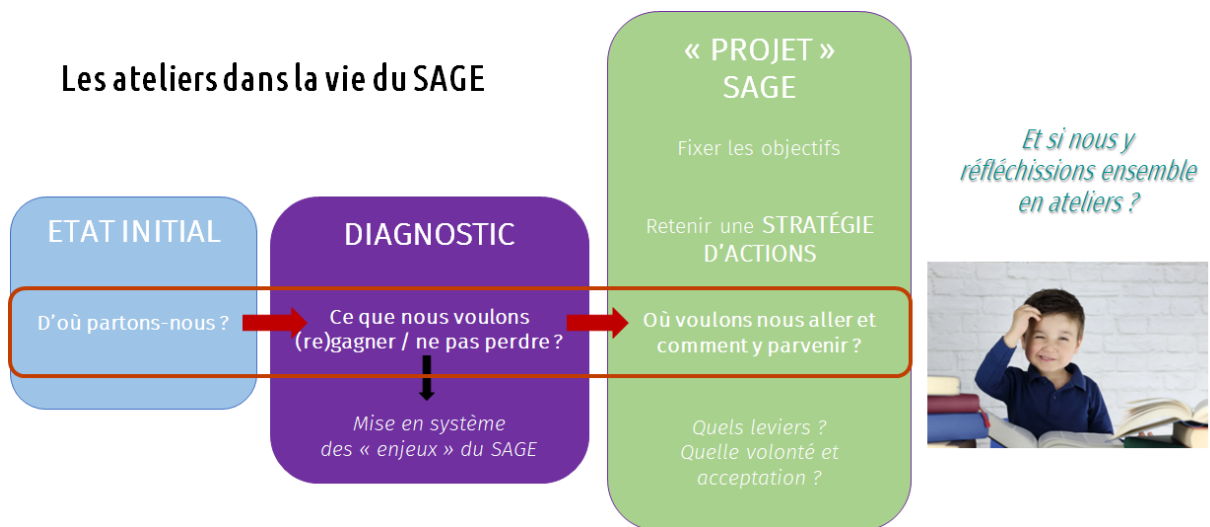 Les ateliers dans la vie du SAGE
ETAT INITIAL
D'où partons-nous ?
DIAGNOSTIC
Ce que nous voulons
(re)gagner / ne pas perdre ?
Mise en système
des « enjeux » du SAGE
« PROJET »
SAGE
Fixer les objectifs
Retenir une STRATÉGIE
D'ACTIONS
Où voulons nous aller et
comment y parvenir ?
Quels leviers ?
Quelle volonté et
acceptation ?
Et si nous y
réfléchissions ensemble
en ateliers ?